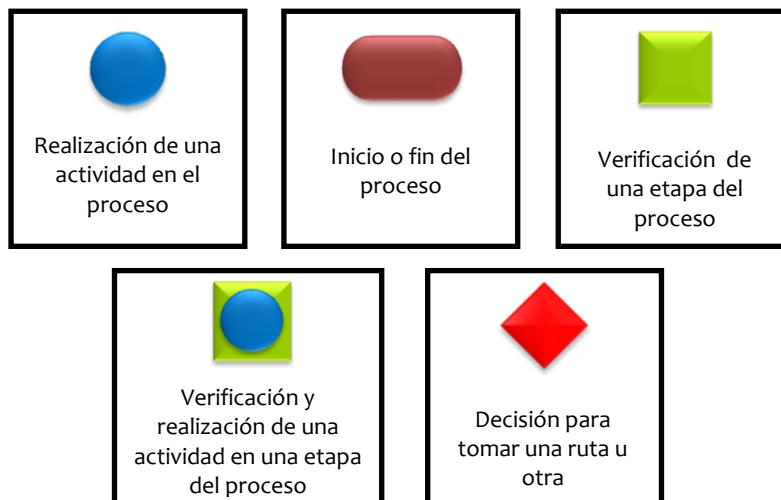 Realización de una
actividad en el
proceso
Inicio o fin del
proceso
Verificación de
una etapa del
proceso
Verificación y
realización de una
actividad en una etapa
del proceso
Decisión para
tomar una ruta u
otra